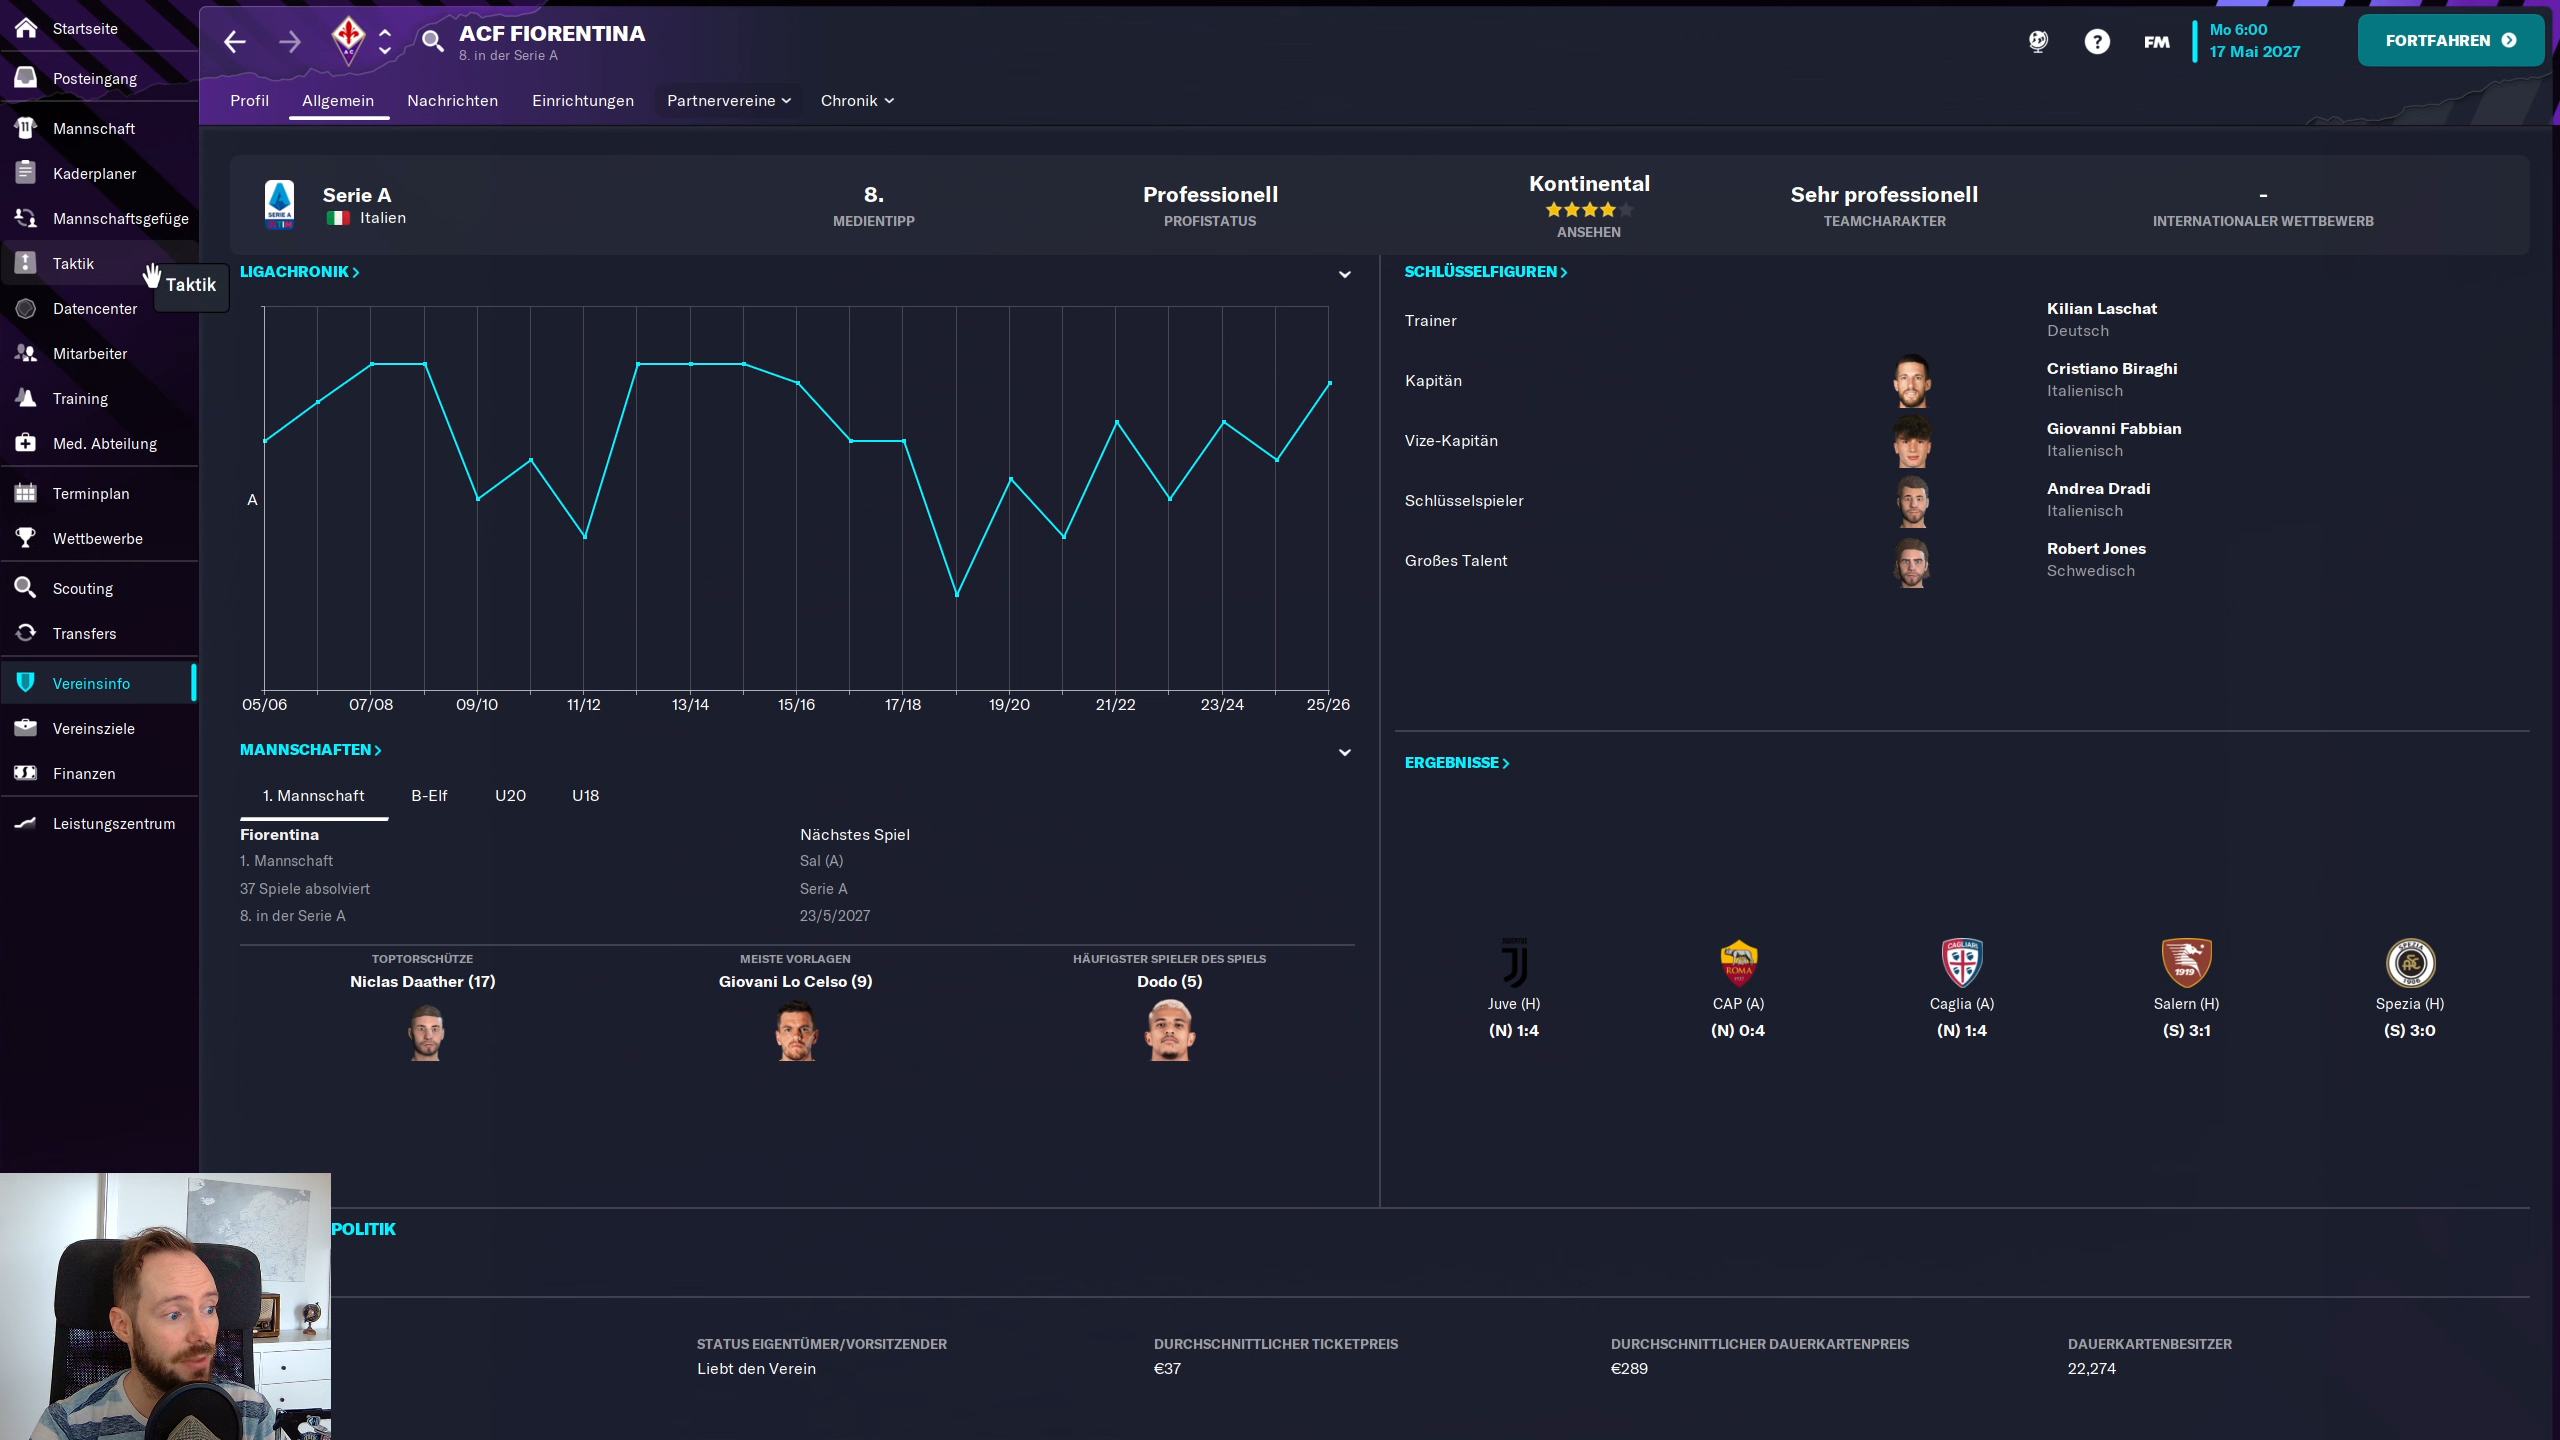 Startseite
Posteingang
Mannschaft
Kaderplaner
Mannschaftsgefüge
Taktik
Taktik
Datencenter
Mitarbeiter
Training
Med. Abteilung
Terminplan
Wettbewerbe
Scouting
Transfers
Vereinsinfo
Vereinsziele
Finanzen
Leistungszentrum
ACF FIORENTINA
8. in der Serie A
FM
Mo 6:00
17 Mai 2027
FORTFAHREN
Profil
Allgemein
Nachrichten
Einrichtungen
Partnervereine
Chronik
SERIE A
TIM
Serie A
Italien
8.
MEDIENTIPP
Professionell
PROFISTATUS
Kontinental
ANSEHEN
Sehr professionell
TEAMCHARAKTER
-
INTERNATIONALER WETTBEWERB
LIGACHRONIK
A
05/06 07/08 09/10 11/12 13/14 15/16 17/18 19/20 21/22 23/24 25/26
SCHLÜSSELFIGUREN
Trainer
Kilian Laschat
Deutsch
Kapitän
Cristiano Biraghi
Italienisch
Vize-Kapitän
Giovanni Fabbian
Italienisch
Schlüsselspieler
Andrea Dradi
Italienisch
Großes Talent
Robert Jones
Schwedisch
MANNSCHAFTEN
1. Mannschaft
B-Elf
U20
U18
Fiorentina
1. Mannschaft
37 Spiele absolviert
8. in der Serie A
Nächstes Spiel
Sal (A)
Serie A
23/5/2027
TOPTORSCHÜTZE
Niclas Daather (17)
MEISTE VORLAGEN
Giovani Lo Celso (9)
HÄUFIGSTER SPIELER DES SPIELS
Dodo (5)
ERGEBNISSE
Juve (H)
(N) 1:4
ROMA
CAP (A)
(N) 0:4
CAGLIARI
Caglia (A)
(N) 1:4
1919
Salern (H)
(S) 3:1
SPEZIA
1906
Spezia (H)
(S) 3:0
POLITIK
STATUS EIGENTÜMER/VORSITZENDER
Liebt den Verein
DURCHSCHNITTLICHER TICKETPREIS
€37
DURCHSCHNITTLICHER DAUERKARTENPREIS
€289
DAUERKARTENBESITZER
22,274